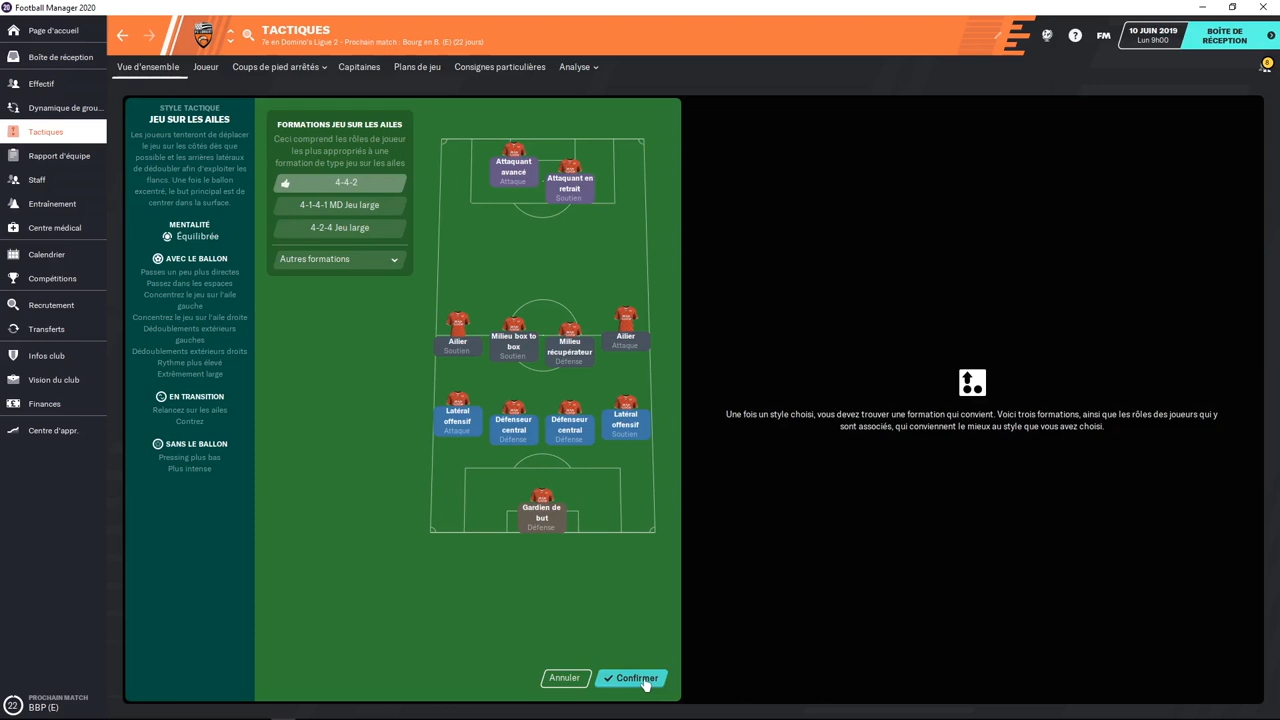 20 Football Manager 2020
Page d'accueil
Boîte de réception
Effectif
Dynamique de grou...
Tactiques
Rapport d'équipe
Staff
Entraînement
Centre médical
Calendrier
Compétitions
Recrutement
Transferts
Infos club
Vision du club
Finances
Centre d'appr.
PROCHAIN MATCH
22 BBP (E)
TACTIQUES
7e en Domino's Ligue 2 - Prochain match : Bourg en B. (E) (22 jours)
?
FM
10 JUIN 2019
Lun 9h00
BOÎTE DE
RÉCEPTION
Vue d'ensemble Joueur Coups de pied arrêtés Capitaines Plans de jeu Consignes particulières Analyse
STYLE TACTIQUE
JEU SUR LES AILES
Les joueurs tenteront de déplacer
le jeu sur les côtés dès que
possible et les arrières latéraux
de dédoubler afin d'exploiter les
flancs. Une fois le ballon
excentré, le but principal est de
centrer dans la surface.
MENTALITÉ
Équilibrée
AVEC LE BALLON
Passes un peu plus directes
Passez dans les espaces
Concentrez le jeu sur l'aile
gauche
Concentrez le jeu sur l'aile droite
Dédoublements extérieurs
gauches
Dédoublements extérieurs droits
Rythme plus élevé
Extrêmement large
EN TRANSITION
Relancez sur les ailes
Contrez
SANS LE BALLON
Pressing plus bas
Plus intense
FORMATIONS JEU SUR LES AILES
Ceci comprend les rôles de joueur
les plus appropriés à une
formation de type jeu sur les ailes
4-4-2
4-1-4-1 MD Jeu large
4-2-4 Jeu large
Autres formations
Attaquant
avancé
Attaque
Attaquant en
retrait
Soutien
Ailier
Soutien
Milieu box to
box
Soutien
Milieu
récupérateur
Défense
Ailier
Attaque
Latéral
offensif
Attaque
Défenseur
central
Défense
Défenseur
central
Défense
Latéral
offensif
Soutien
Gardien de
but
Défense
Annuler
Confirmer
Une fois un style choisi, vous devez trouver une formation qui convient. Voici trois formations, ainsi que les rôles des joueurs qui y
sont associés, qui conviennent le mieux au style que vous avez choisi.